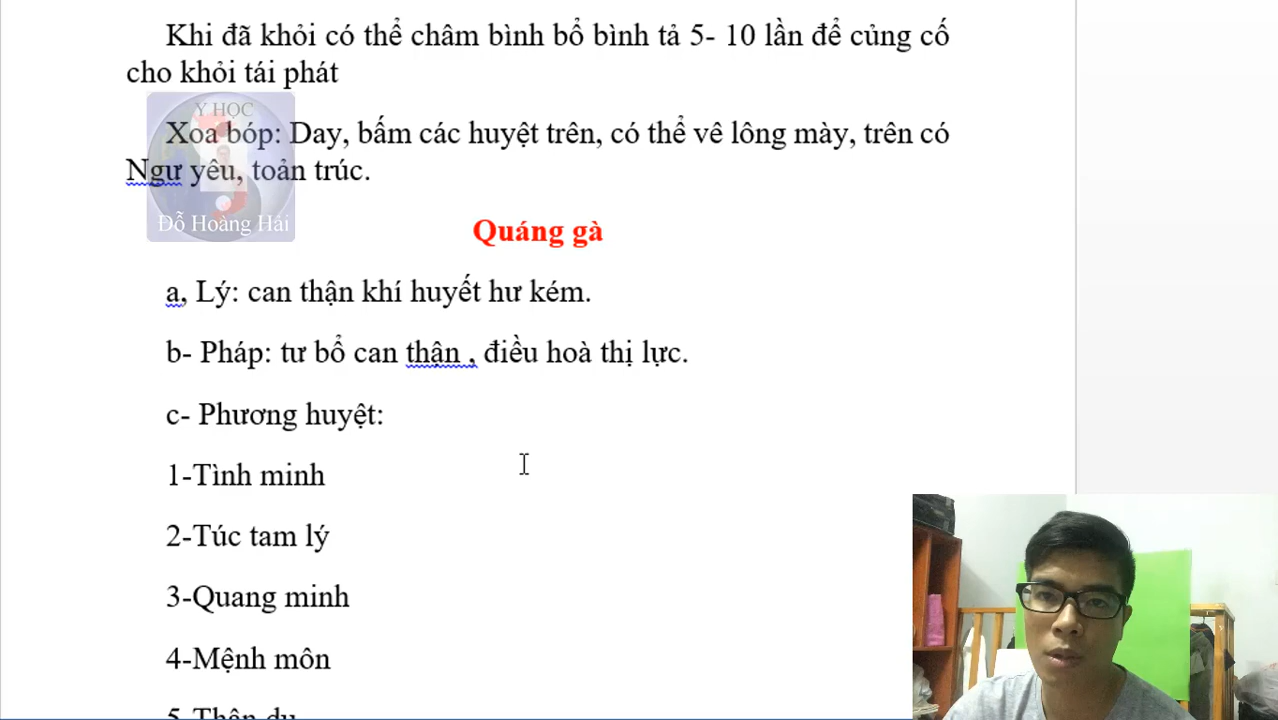 Khi đã khỏi có thể châm bình bổ bình tả 5- 10 lần để củng cố
cho khỏi tái phát
Y HỌC
Xoa bóp: Day, bấm các huyệt trên, có thể vê lông mày, trên có
Ngư yêu, toản trúc.
Đỗ Hoàng Hải
Quáng gà
a, Lý: can thận khí huyết hư kém.
b- Pháp: tư bổ can thận , điều hoà thị lực.
c- Phương huyệt:
1-Tình minh
2-Túc tam lý
3-Quang minh
4-Mệnh môn
5-Thận du